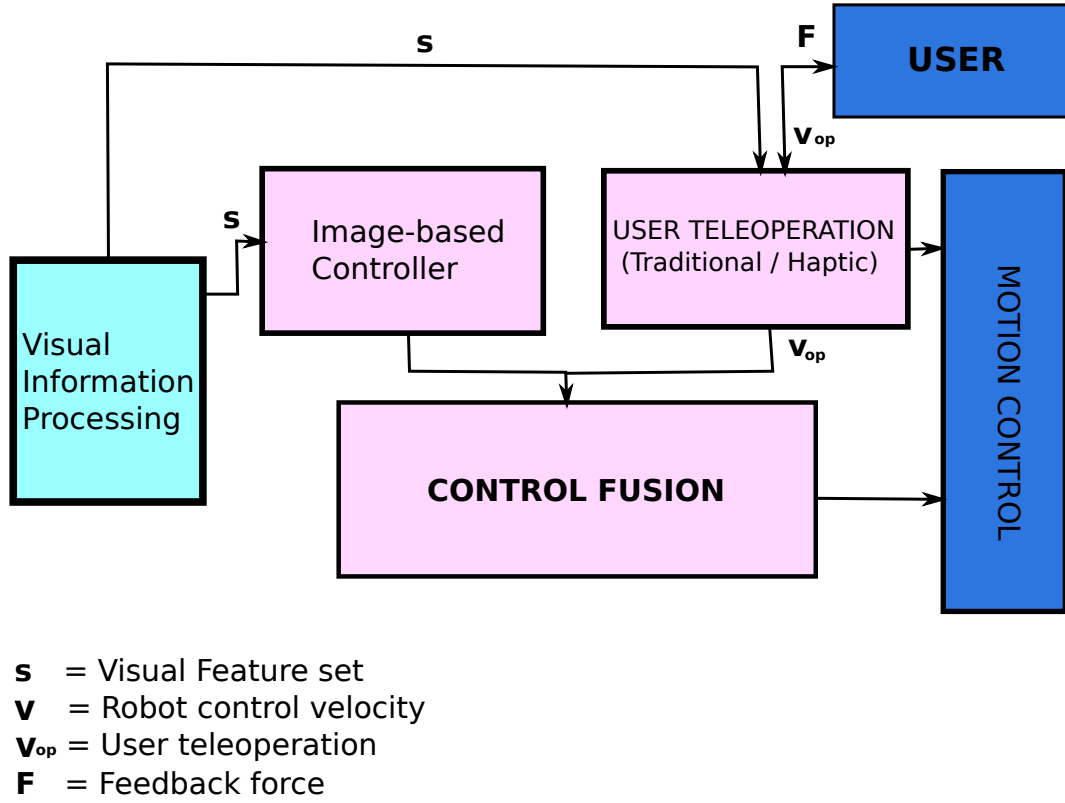 s
F
USER
vop
s
Image-based
Controller
USER TELEOPERATION
(Traditional / Haptic)
MOTION CONTROL
Visual
Information
Processing
vop
CONTROL FUSION
s = Visual Feature set
v = Robot control velocity
vop = User teleoperation
F = Feedback force